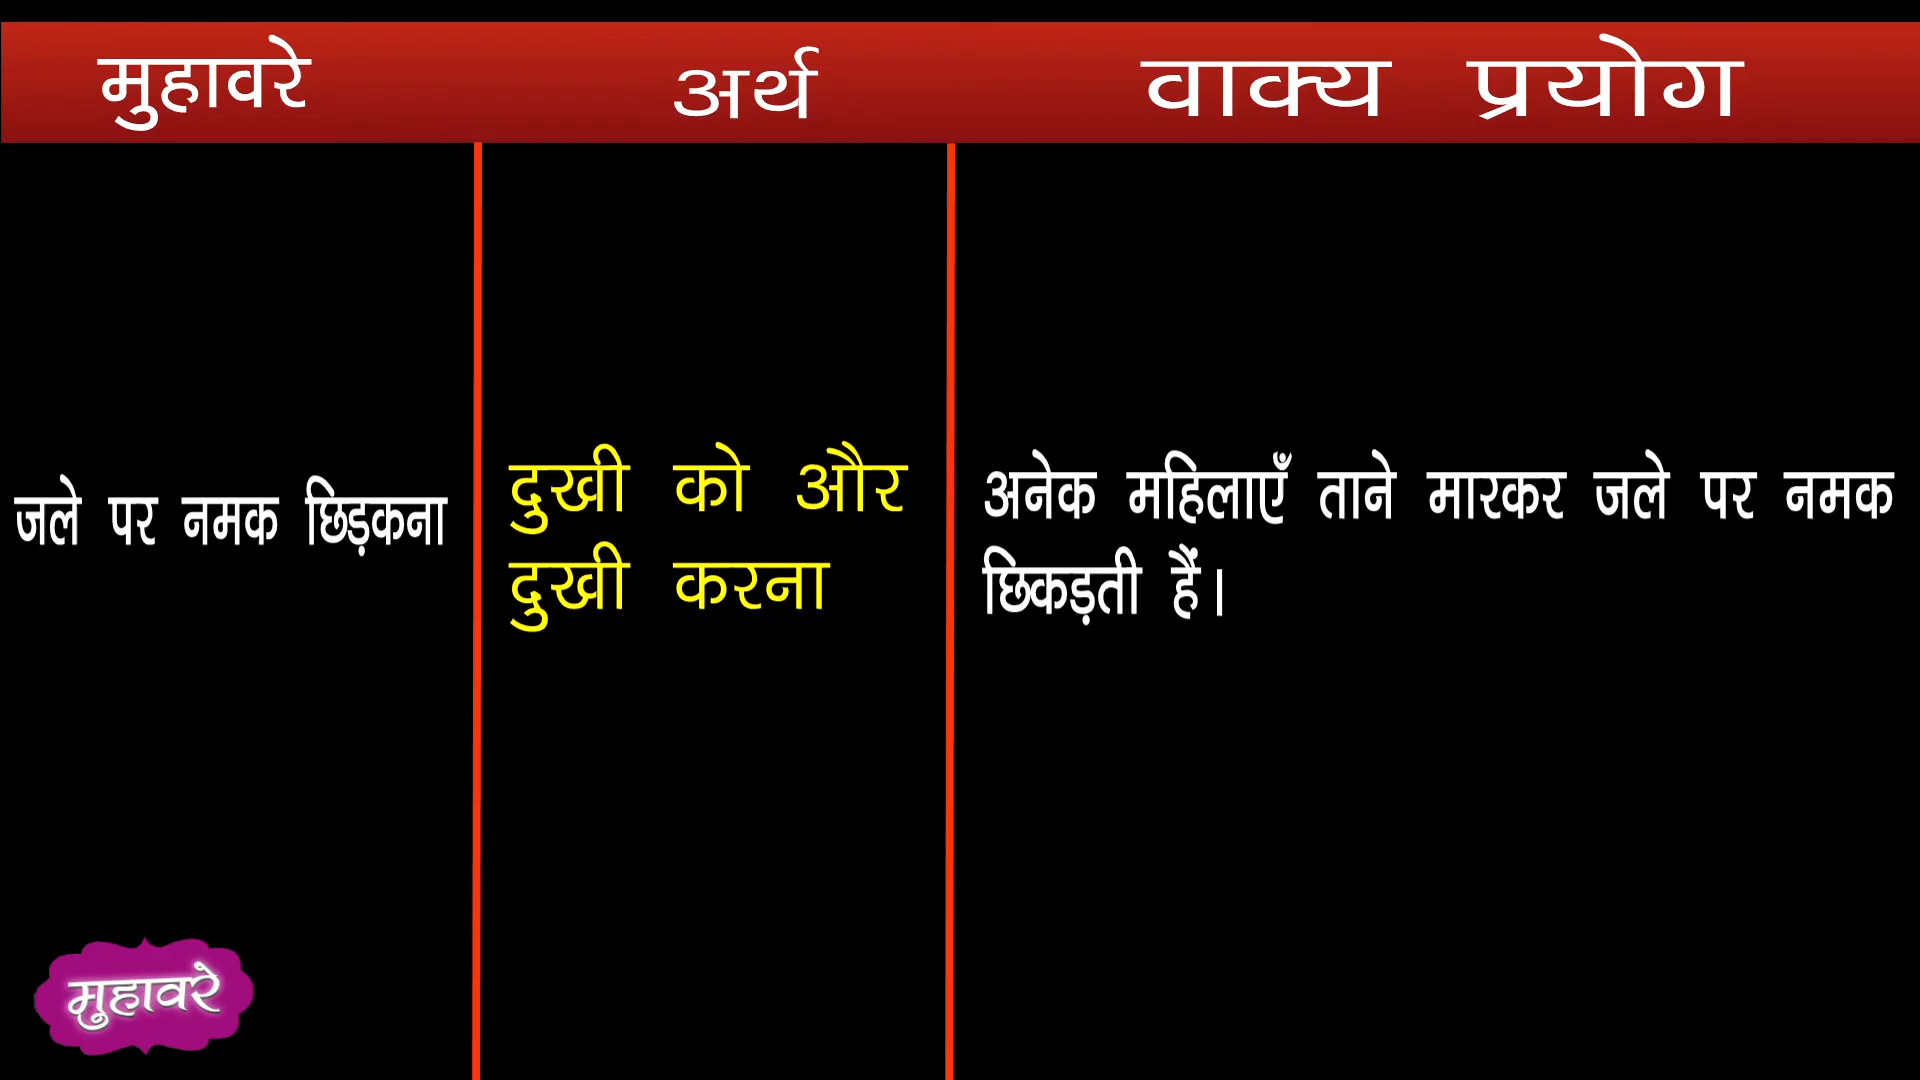 मुहावरे अर्थ वाक्य प्रयोग
जले पर नमक छिड़कना
दुखी को और
दुखी करना
अनेक महिलाएँ ताने मारकर जले पर नमक
छिकड़ती हैं।
मुहावरे